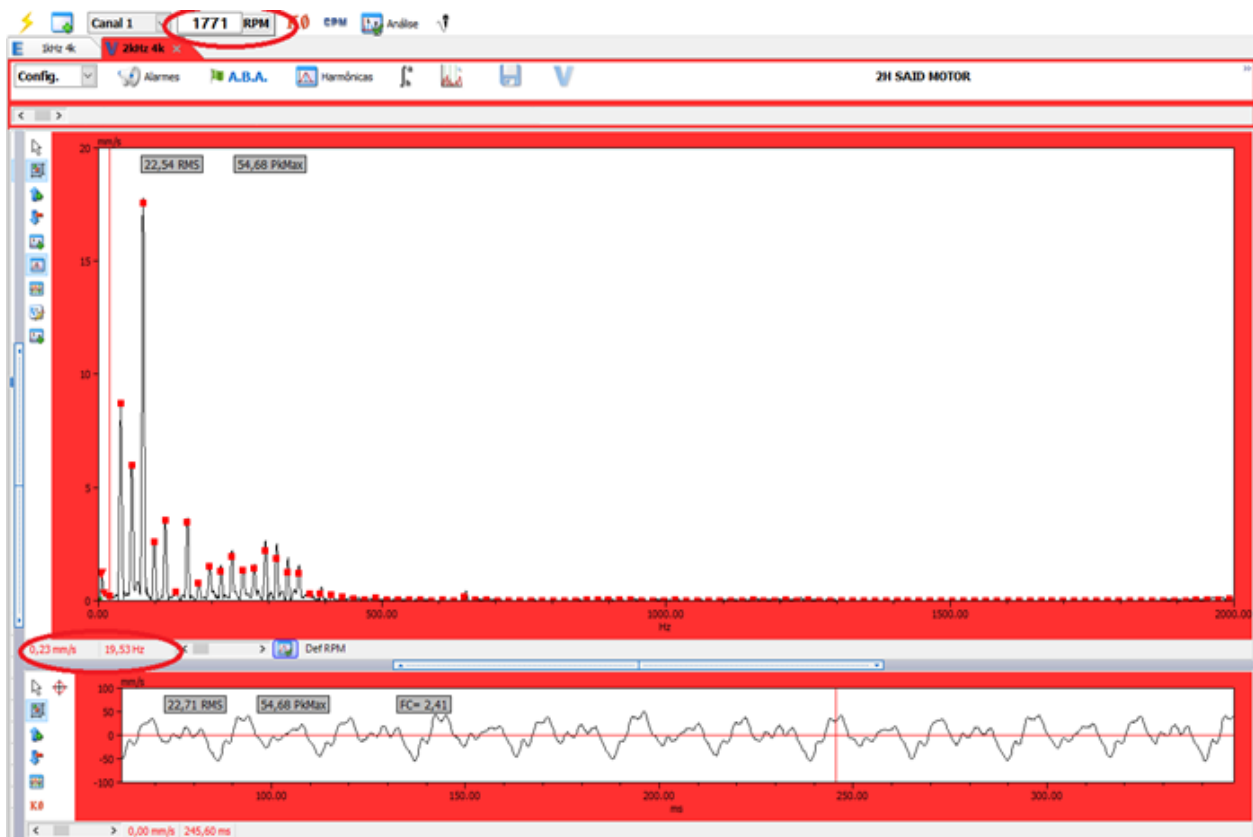 Canal 1 1771 RPM KØ CPM Análise
E 1kHz 4k V 2kHz 4k ×
Config. Alarmes A.B.A. Harmônicas V 2H SAID MOTOR
mm/s
20
22,54 RMS 54,68 PkMax
15
10
5
0
0.00 500.00 1000.00 1500.00 2000.00
Hz
0,23 mm/s 19,53 Hz Def RPM
mm/s
100
22,71 RMS 54,68 PkMax FC= 2,41
50
0
-50
-100
100.00 150.00 200.00 250.00 300.00
ms
KØ
0,00 mm/s 245,60 ms